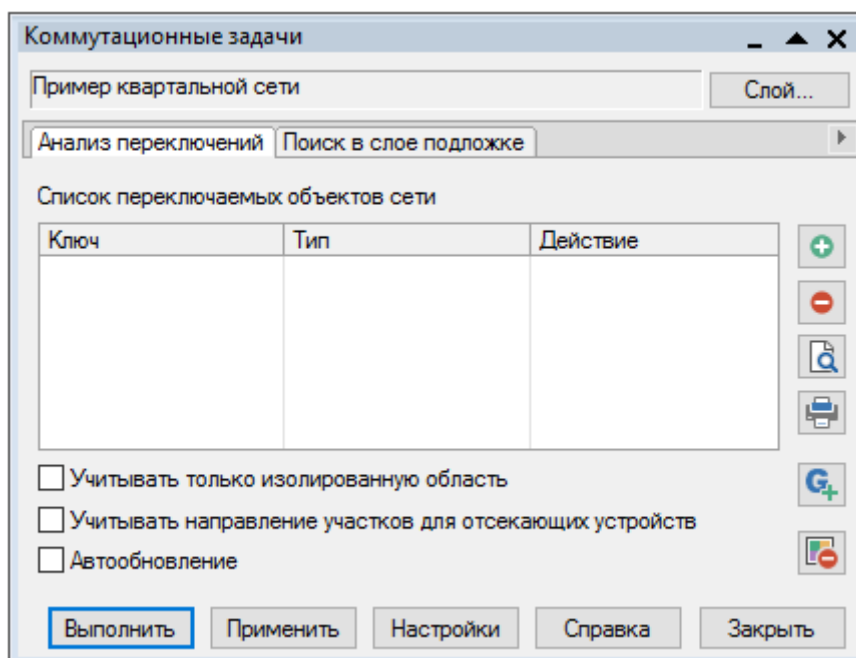 Коммутационные задачи
Пример квартальной сети
Слой...
Анализ переключений Поиск в слое подложке
Список переключаемых объектов сети
Ключ Тип Действие
Учитывать только изолированную область
Учитывать направление участков для отсекающих устройств
Автообновление
Выполнить Применить Настройки Справка Закрыть